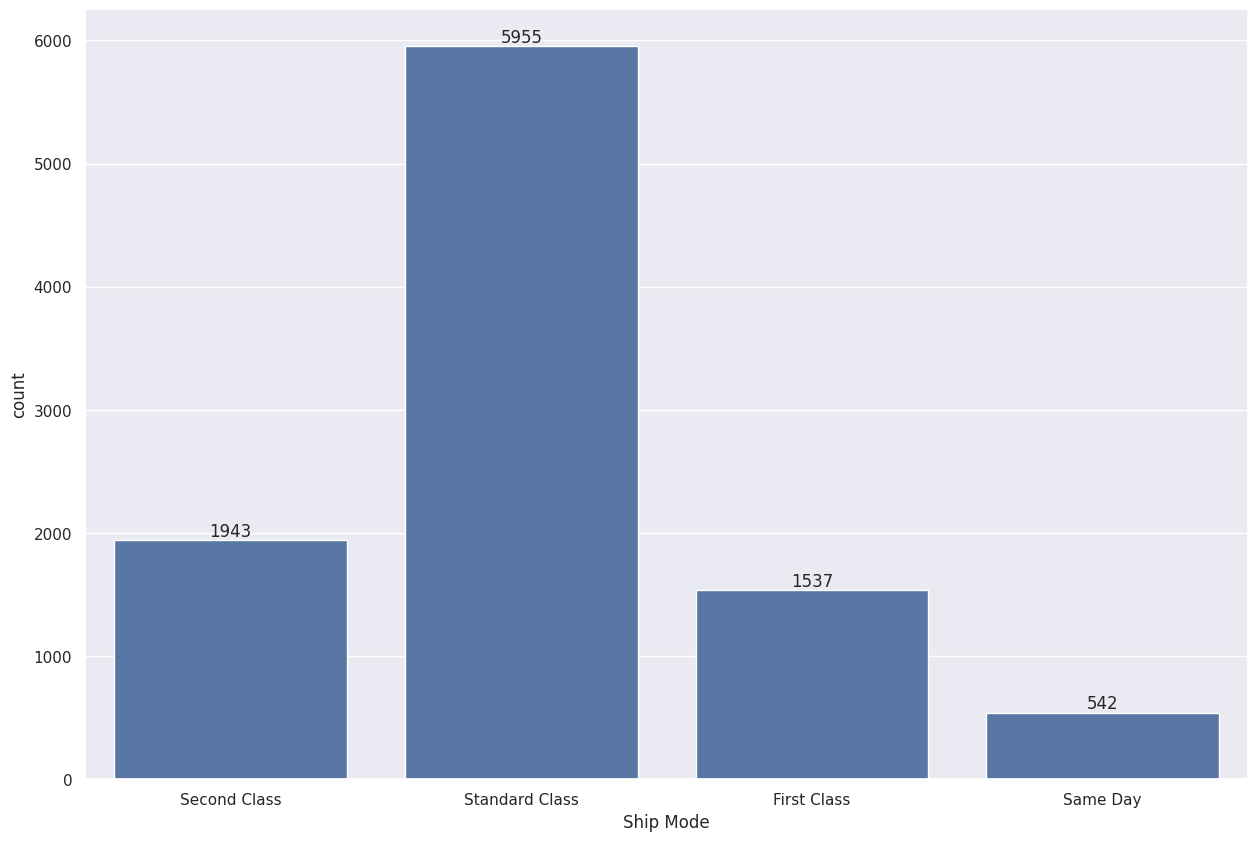 6000
5000
4000
3000
2000
1000
0
count
5955
1943
1537
542
Second Class
Standard Class
First Class
Same Day
Ship Mode